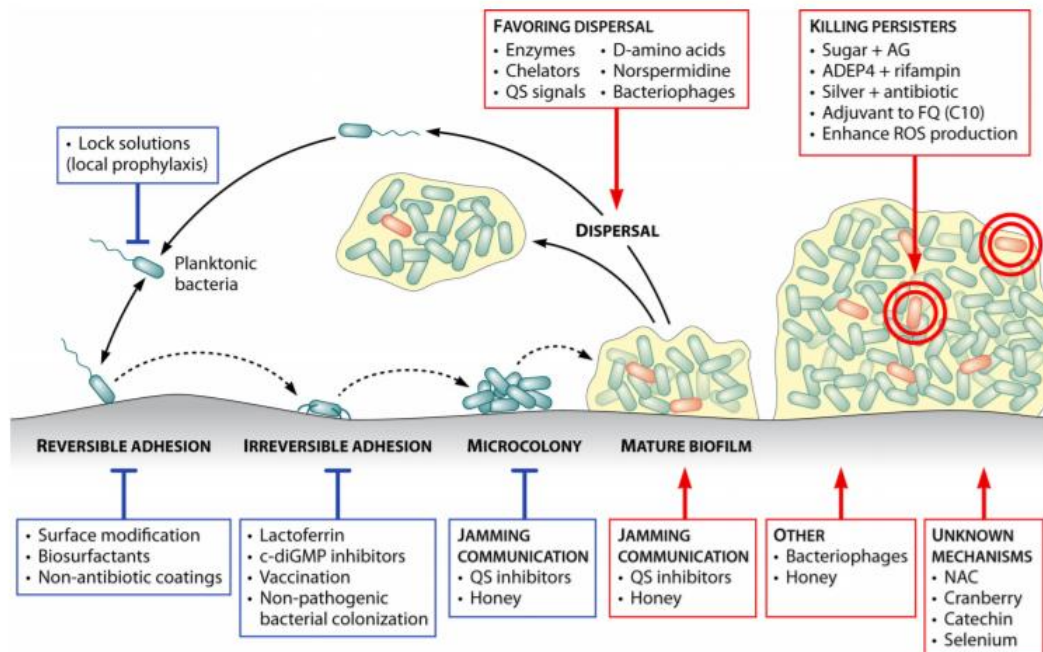 FAVORING DISPERSAL
• Enzymes • D-amino acids
• Chelators • Norspermidine
• QS signals • Bacteriophages
KILLING PERSISTERS
• Sugar + AG
• ADEP4 + rifampin
• Silver + antibiotic
• Adjuvant to FQ (C10)
• Enhance ROS production
• Lock solutions
(local prophylaxis)
DISPERSAL
Planktonic
bacteria
REVERSIBLE ADHESION
IRREVERSIBLE ADHESION
MICROCOLONY
MATURE BIOFILM
• Surface modification
• Biosurfactants
• Non-antibiotic coatings
• Lactoferrin
• c-diGMP inhibitors
• Vaccination
• Non-pathogenic
bacterial colonization
JAMMING
COMMUNICATION
• QS inhibitors
• Honey
JAMMING
COMMUNICATION
• QS inhibitors
• Honey
OTHER
• Bacteriophages
• Honey
UNKNOWN
MECHANISMS
• NAC
• Cranberry
• Catechin
• Selenium